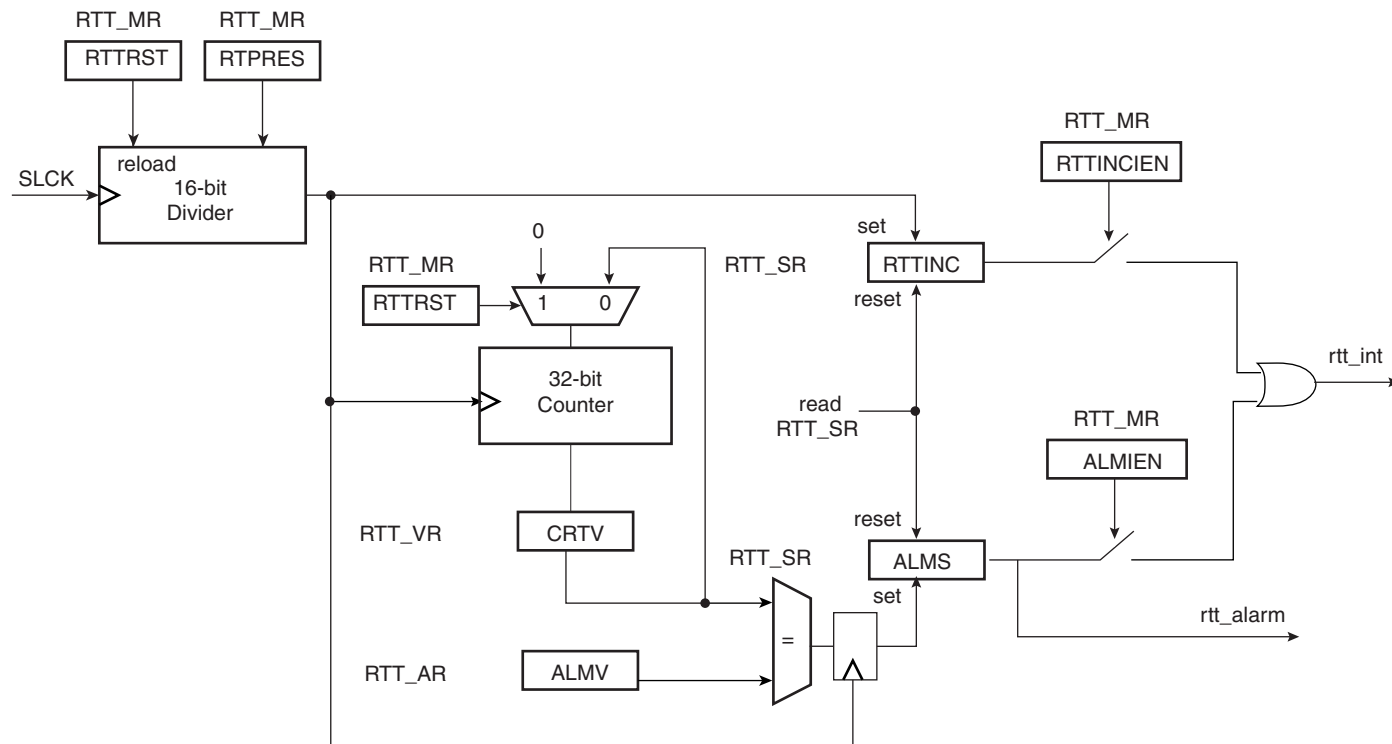 RTT_MR
RTTRST
RTT_MR
RTPRES
reload
16-bit
Divider
SLCK
RTT_MR
RTTINCIEN
set
RTTINC
reset
0
RTT_MR
RTTRST
1 0
RTT_SR
32-bit
Counter
read
RTT_SR
rtt_int
RTT_MR
ALMIEN
RTT_VR
CRTV
reset
ALMS
set
RTT_SR
=
rtt_alarm
RTT_AR
ALMV